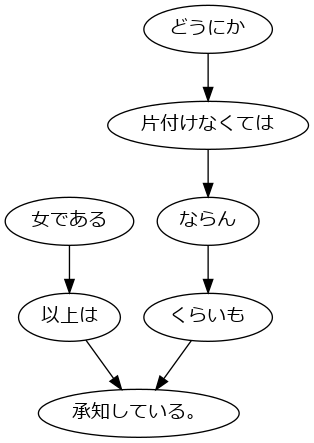 どうにか
片付けなくては
女である
ならん
以上は
くらいも
承知している。